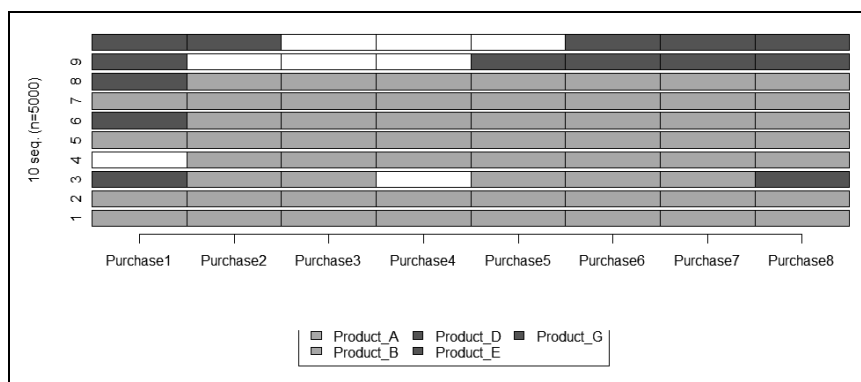 10 seq. (n=5000)
9
8
7
6
5
4
3
2
1
Purchase1 Purchase2 Purchase3 Purchase4 Purchase5 Purchase6 Purchase7 Purchase8
Product_A Product_D Product_G
Product_B Product_E